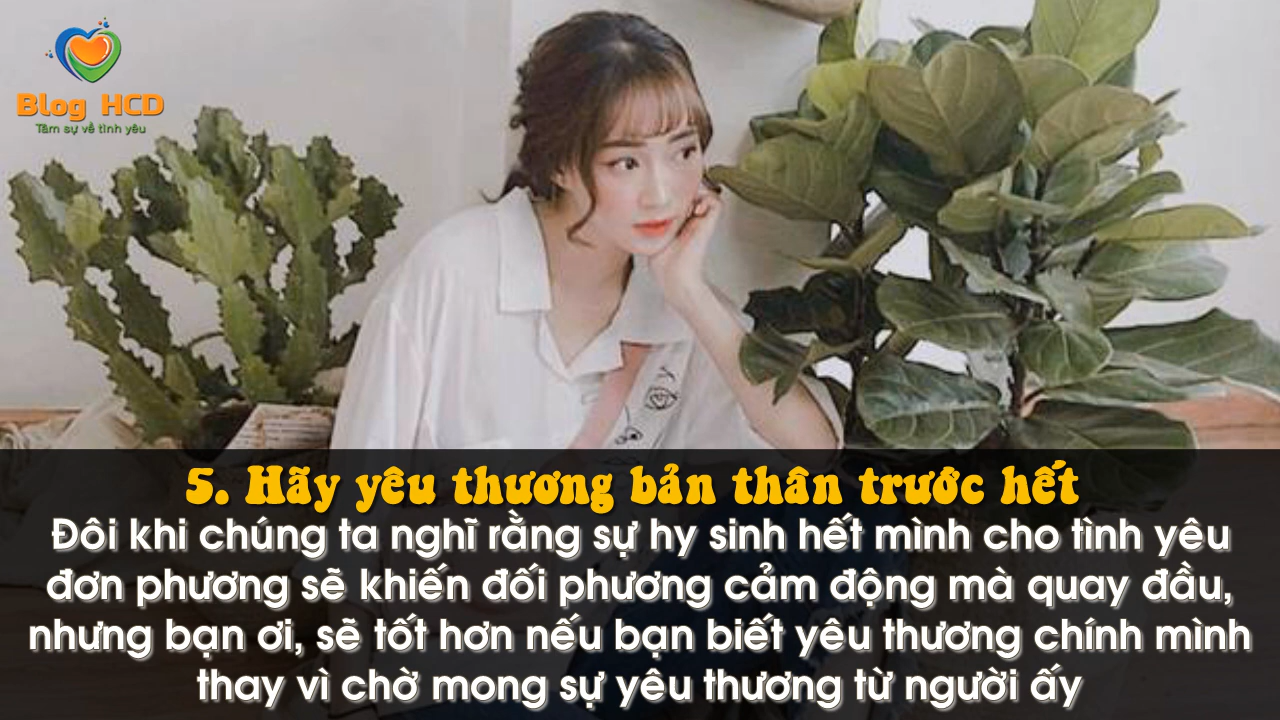 Blog HCD
Tâm sự về tình yêu
5. Hãy yêu thương bản thân trước hết
Đôi khi chúng ta nghĩ rằng sự hy sinh hết mình cho tình yêu
đơn phương sẽ khiến đối phương cảm động mà quay đầu,
nhưng bạn ơi, sẽ tốt hơn nếu bạn biết yêu thương chính mình
thay vì chờ mong sự yêu thương từ người ấy